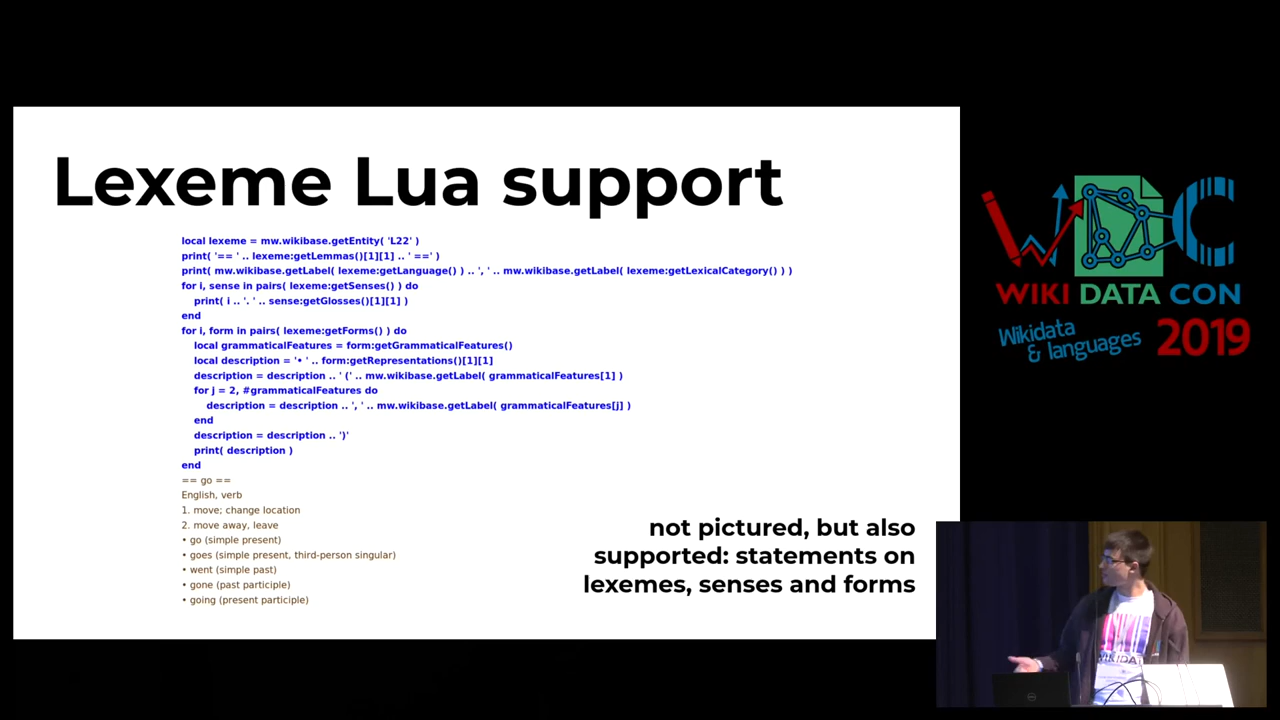 Lexeme Lua support
local lexeme = mw.wikibase.getEntity( 'L22' )
print( '== ' .. lexeme:getLemmas()[1][1] .. ' ==' )
print( mw.wikibase.getLabel( lexeme:getLanguage() ) .. ', ' .. mw.wikibase.getLabel( lexeme:getLexicalCategory() ) )
for i, sense in pairs( lexeme:getSenses() ) do
print( i .. '. ' .. sense:getGlosses()[1][1] )
end
for i, form in pairs( lexeme:getForms() ) do
local grammaticalFeatures = form:getGrammaticalFeatures()
local description = '• ' .. form:getRepresentations()[1][1]
description = description .. ' (' .. mw.wikibase.getLabel( grammaticalFeatures[1] )
for j = 2, #grammaticalFeatures do
description = description .. ', ' .. mw.wikibase.getLabel( grammaticalFeatures[j] )
end
description = description .. ')'
print( description )
end
== go ==
English, verb
1. move; change location
2. move away, leave
• go (simple present)
• goes (simple present, third-person singular)
• went (simple past)
• gone (past participle)
• going (present participle)
not pictured, but also
supported: statements on
lexemes, senses and forms
WDC
WIKIDATACON
Wikidata
& languages
2019
WIKIDAT